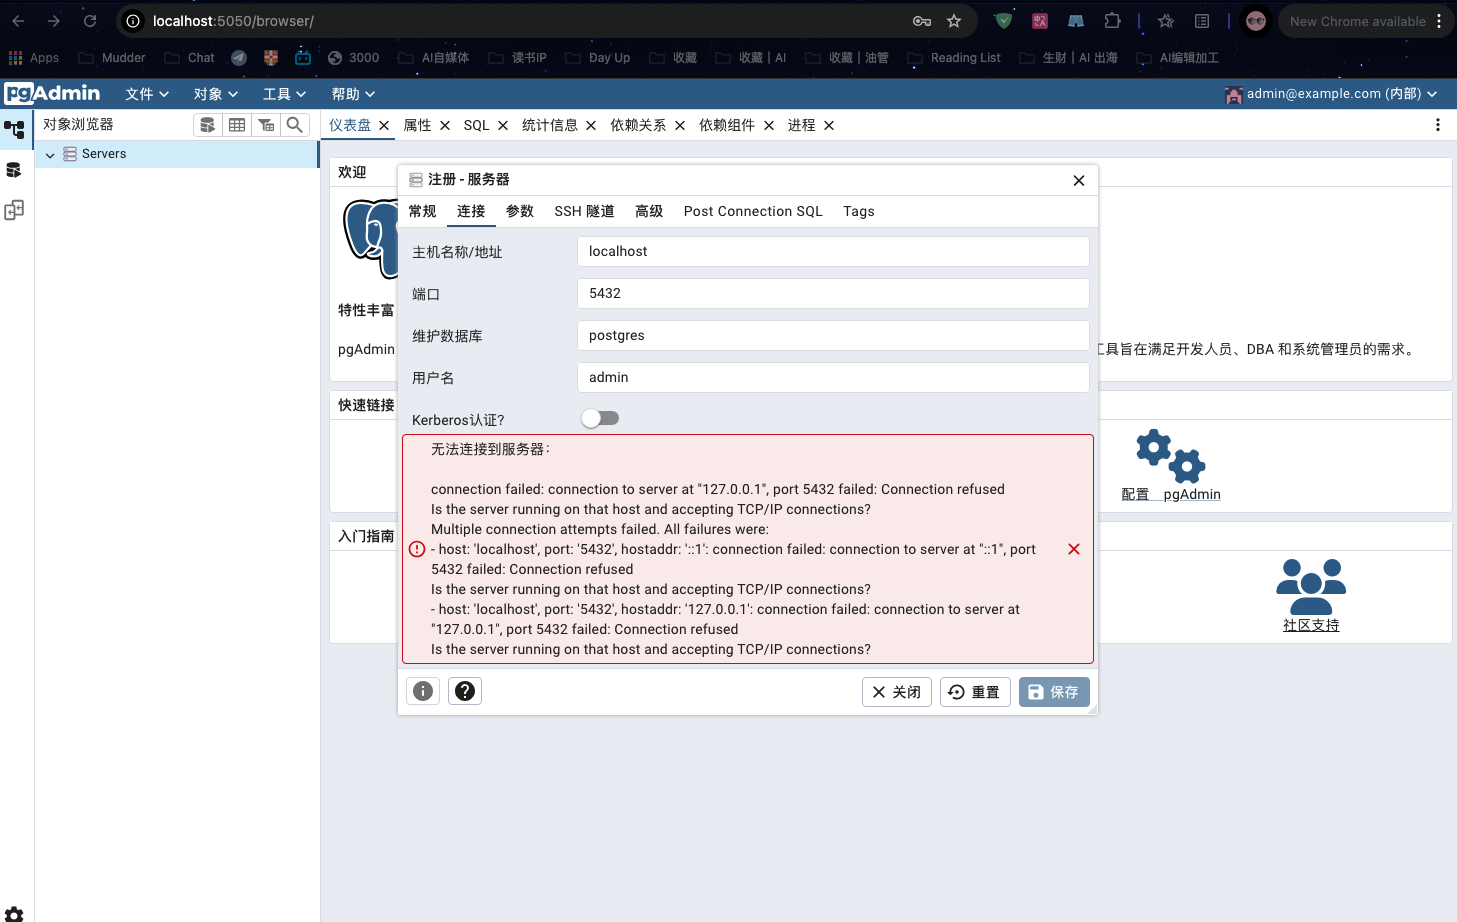 localhost:5050/browser/
New Chrome available
Apps
Mudder
Chat
3000
AI自媒体
读书IP
Day Up
收藏
收藏 | AI
收藏 | 油管
Reading List
生财 | AI 出海
AI编辑加工
pgAdmin
文件
对象
工具
帮助
admin@example.com (内部)
对象浏览器
仪表盘
属性
SQL
统计信息
依赖关系
依赖组件
进程
Servers
欢迎
注册 - 服务器
常规
连接
参数
SSH 隧道
高级
Post Connection SQL
Tags
主机名称/地址
localhost
端口
5432
特性丰富
维护数据库
postgres
pgAdmin
工具旨在满足开发人员、DBA 和系统管理员的需求。
用户名
admin
快速链接
Kerberos认证?
无法连接到服务器：
connection failed: connection to server at "127.0.0.1", port 5432 failed: Connection refused
Is the server running on that host and accepting TCP/IP connections?
Multiple connection attempts failed. All failures were:
- host: 'localhost', port: '5432', hostaddr: '::1': connection failed: connection to server at "::1", port
5432 failed: Connection refused
Is the server running on that host and accepting TCP/IP connections?
- host: 'localhost', port: '5432', hostaddr: '127.0.0.1': connection failed: connection to server at
"127.0.0.1", port 5432 failed: Connection refused
Is the server running on that host and accepting TCP/IP connections?
配置 pgAdmin
入门指南
社区支持
关闭
重置
保存